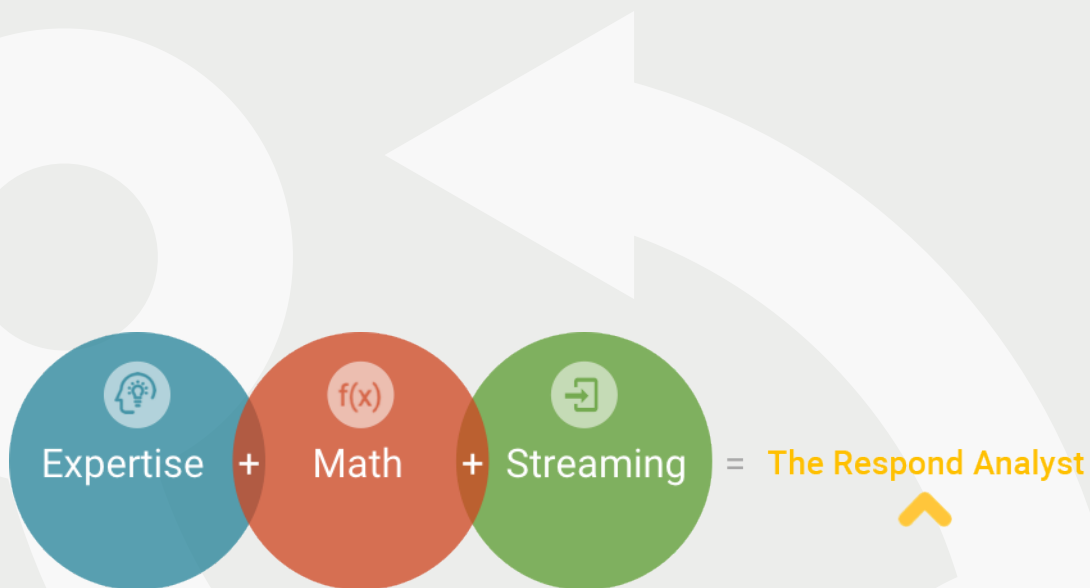 f(x)
Expertise + Math + Streaming = The Respond Analyst